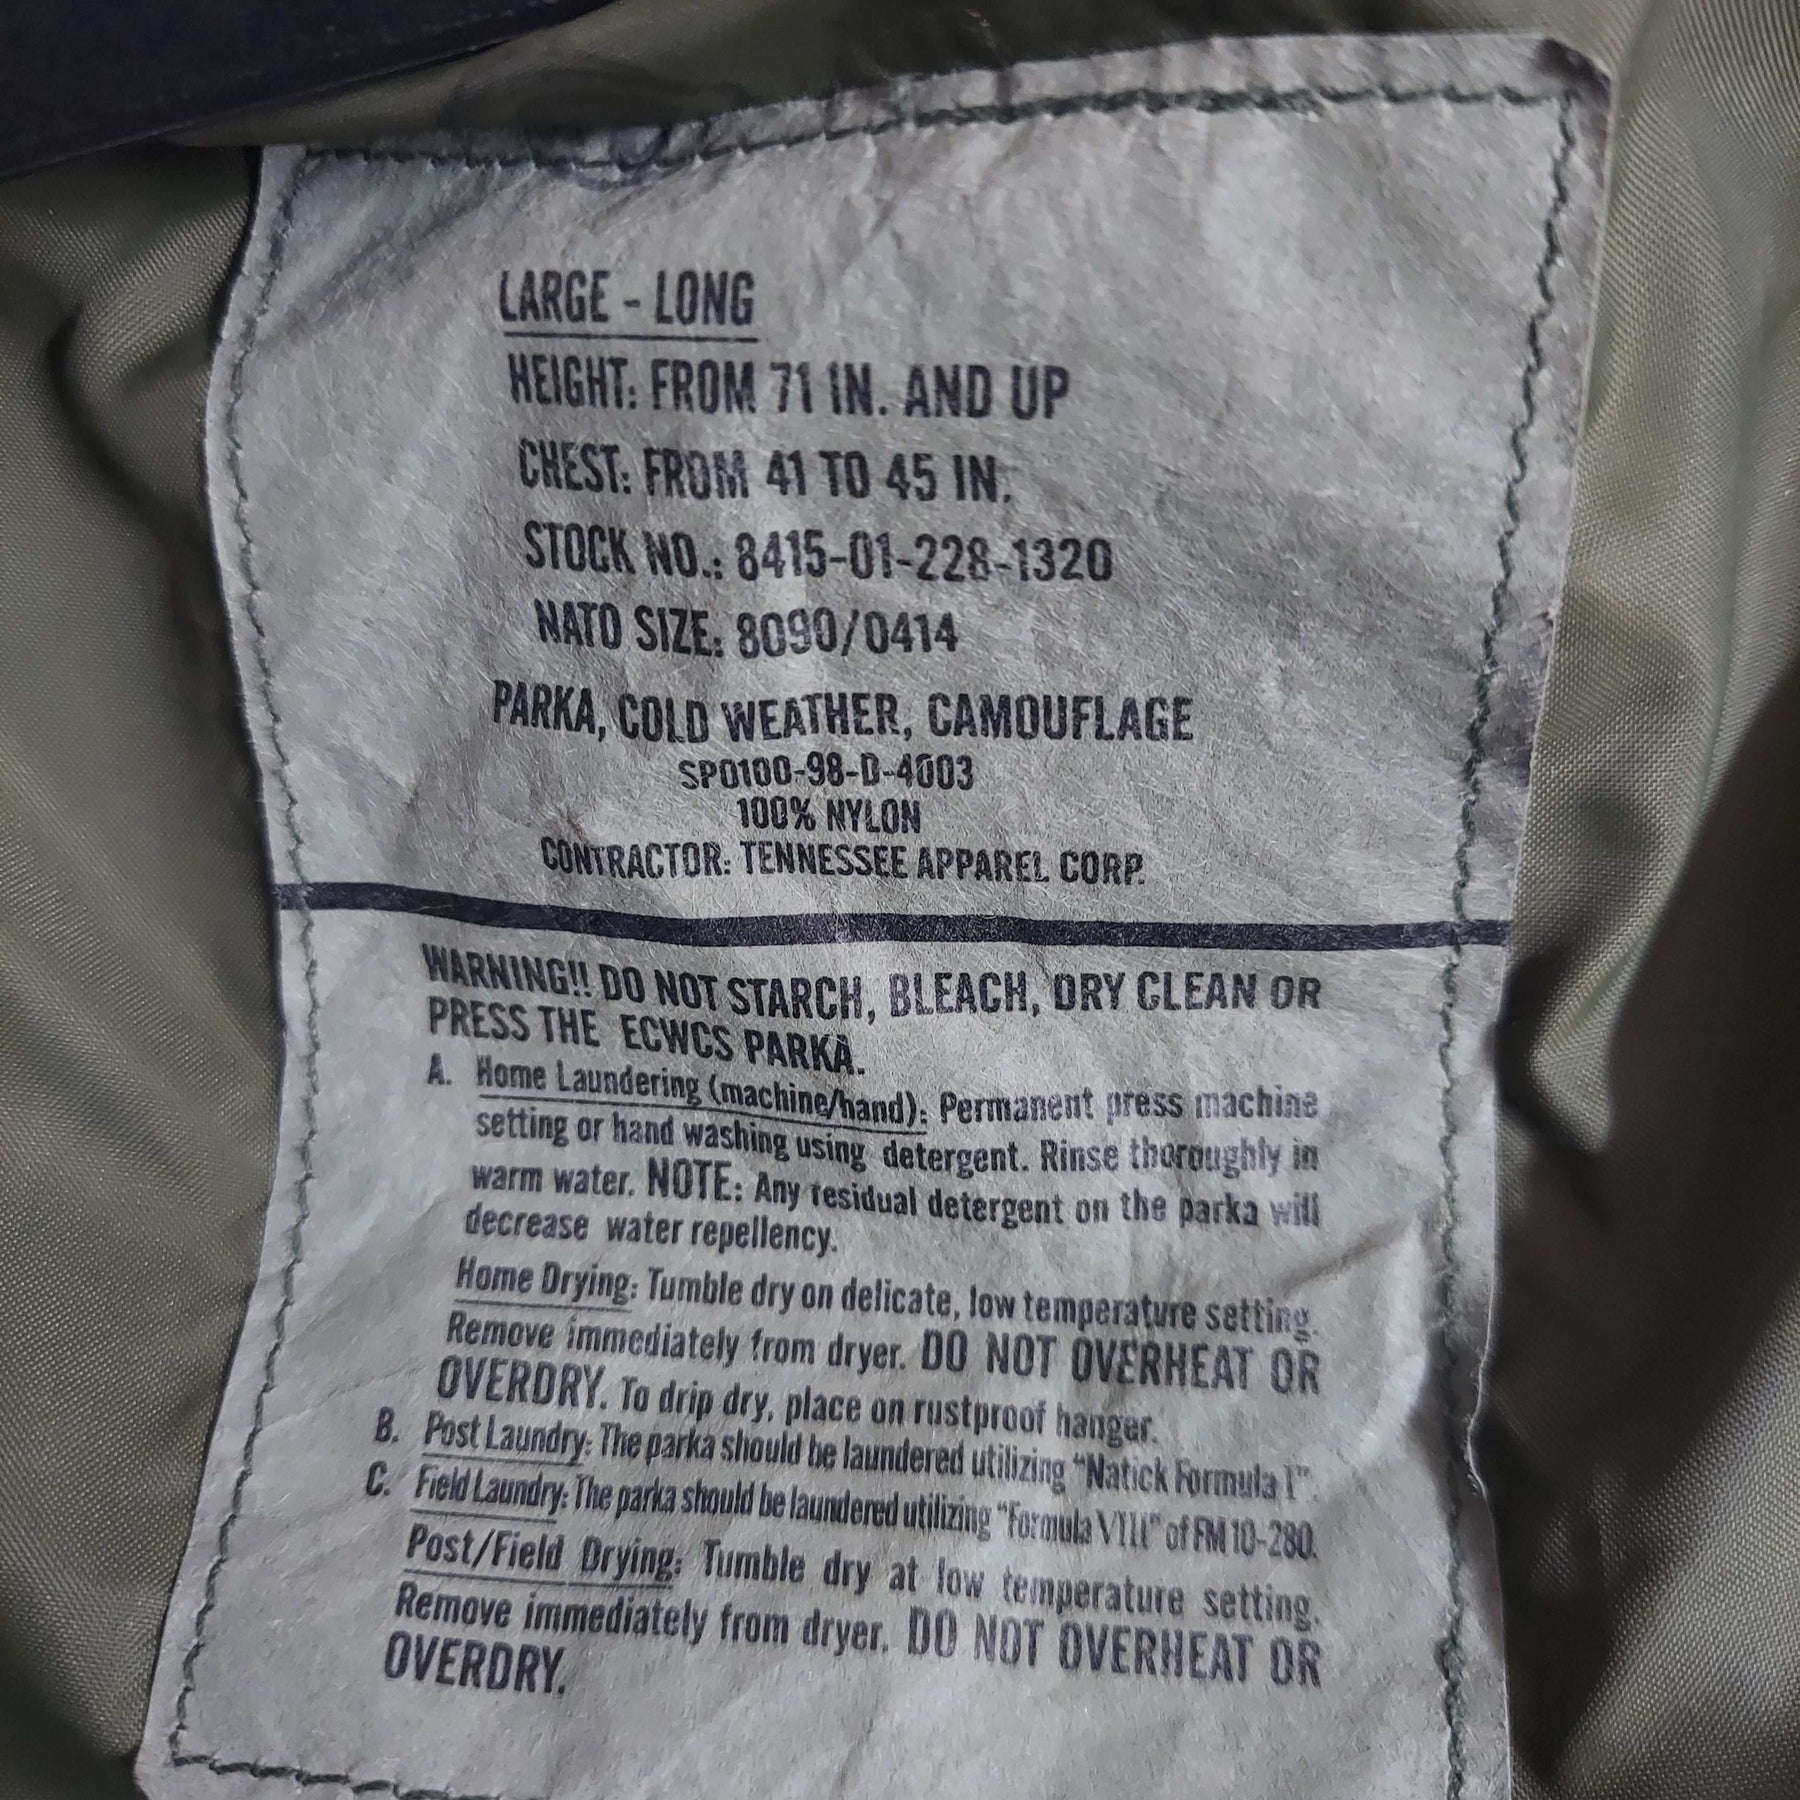 LARGE - LONG
HEIGHT: FROM 71 IN. AND UP
CHEST: FROM 41 TO 45 IN.
STOCK NO.: 8415-01-228-1320
NATO SIZE: 8090/0414
PARKA, COLD WEATHER, CAMOUFLAGE
SP0100-98-D-4003
100% NYLON
CONTRACTOR: TENNESSEE APPAREL CORP.
WARNING!! DO NOT STARCH, BLEACH, DRY CLEAN OR
PRESS THE ECWCS PARKA.
A. Home Laundering (machine/hand): Permanent press machine
setting or hand washing using detergent. Rinse thoroughly in
warm water. NOTE: Any residual detergent on the parka will
decrease water repellency.
Home Drying: Tumble dry on delicate, low temperature setting.
Remove immediately from dryer. DO NOT OVERHEAT OR
OVERDRY. To drip dry, place on rustproof hanger.
B. Post Laundry: The parka should be laundered utilizing "Natick Formula I".
C. Field Laundry: The parka should be laundered utilizing "Formula VIII" of FM 10-280.
Post/Field Drying: Tumble dry at low temperature setting.
Remove immediately from dryer. DO NOT OVERHEAT OR
OVERDRY.